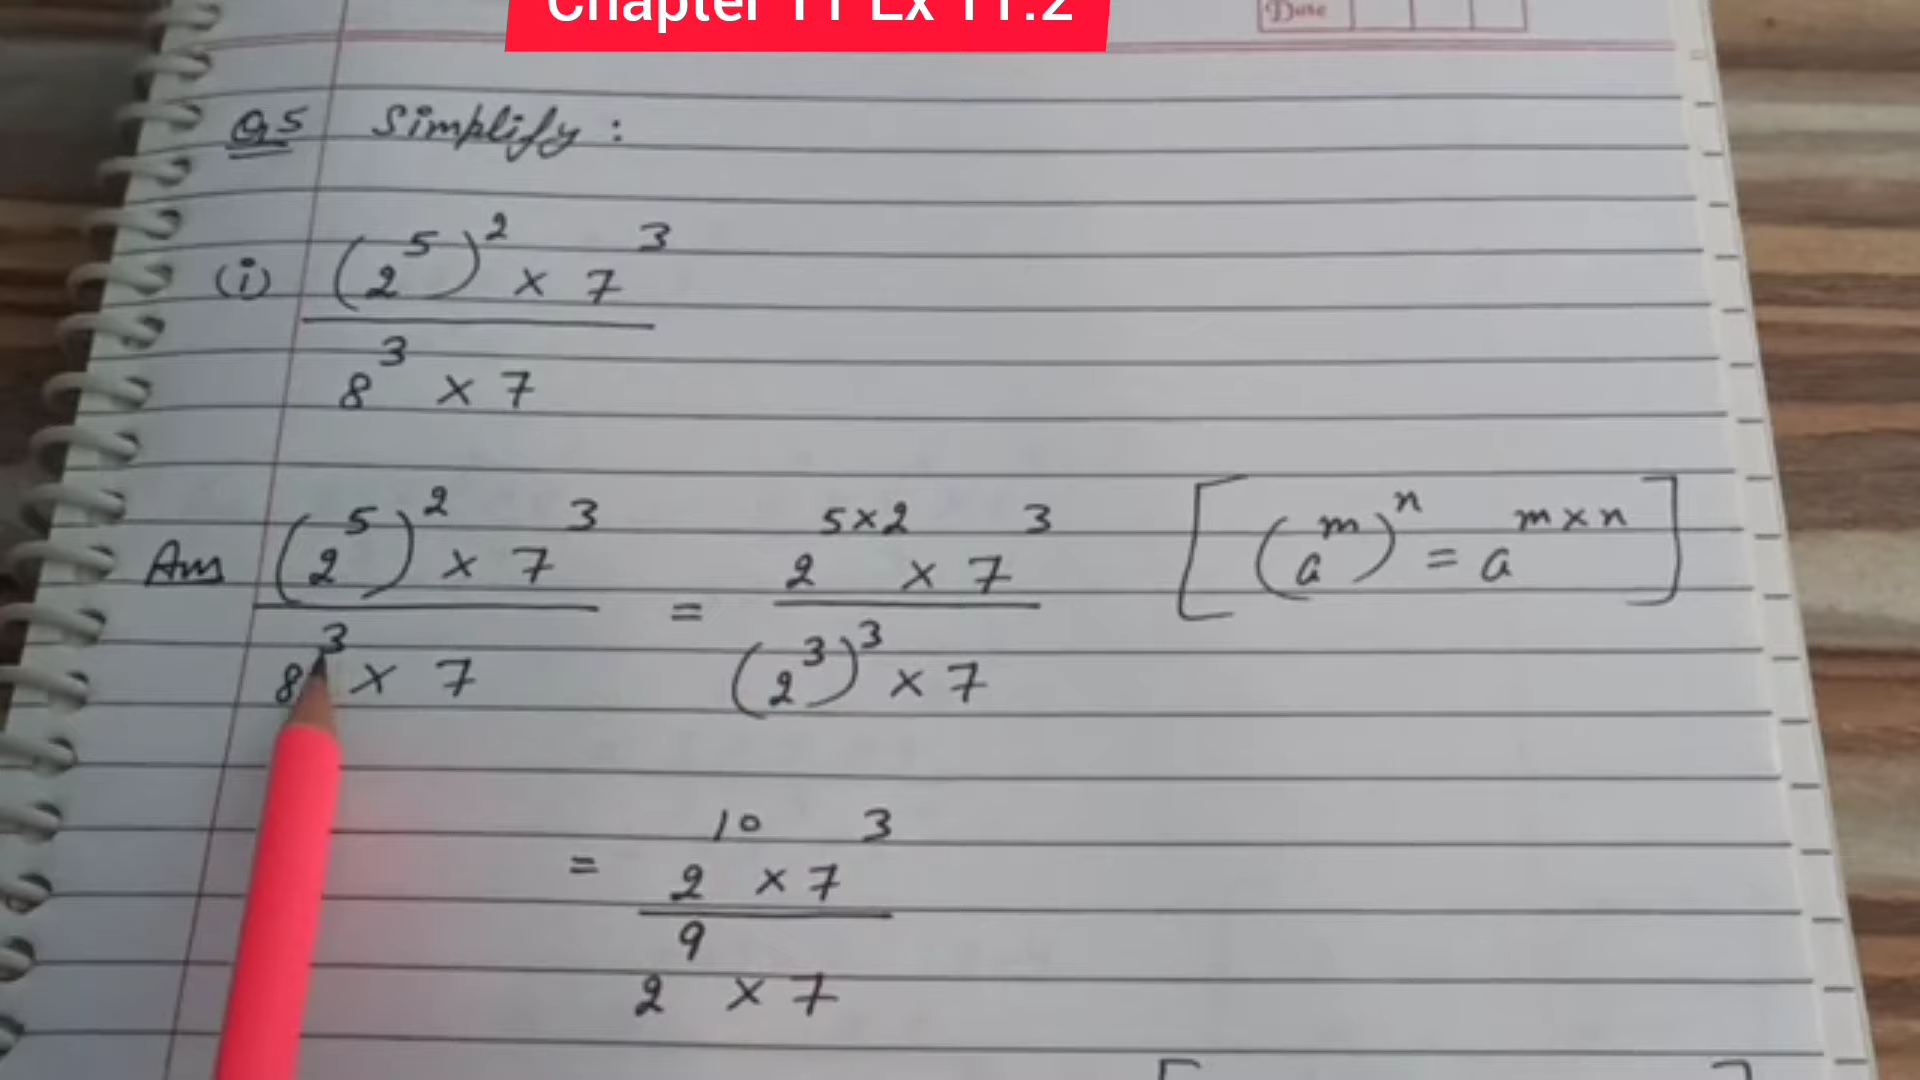 Chapter 11 Ex 11.2
Date
Q5 Simplify :
(i) (2^5)^2 × 7^3
8^3 × 7
Ans (2^5)^2 × 7^3 = 2^(5×2) × 7^3 [(a^m)^n = a^(m×n)]
8^3 × 7 (2^3)^3 × 7
= 2^10 × 7^3
2^9 × 7